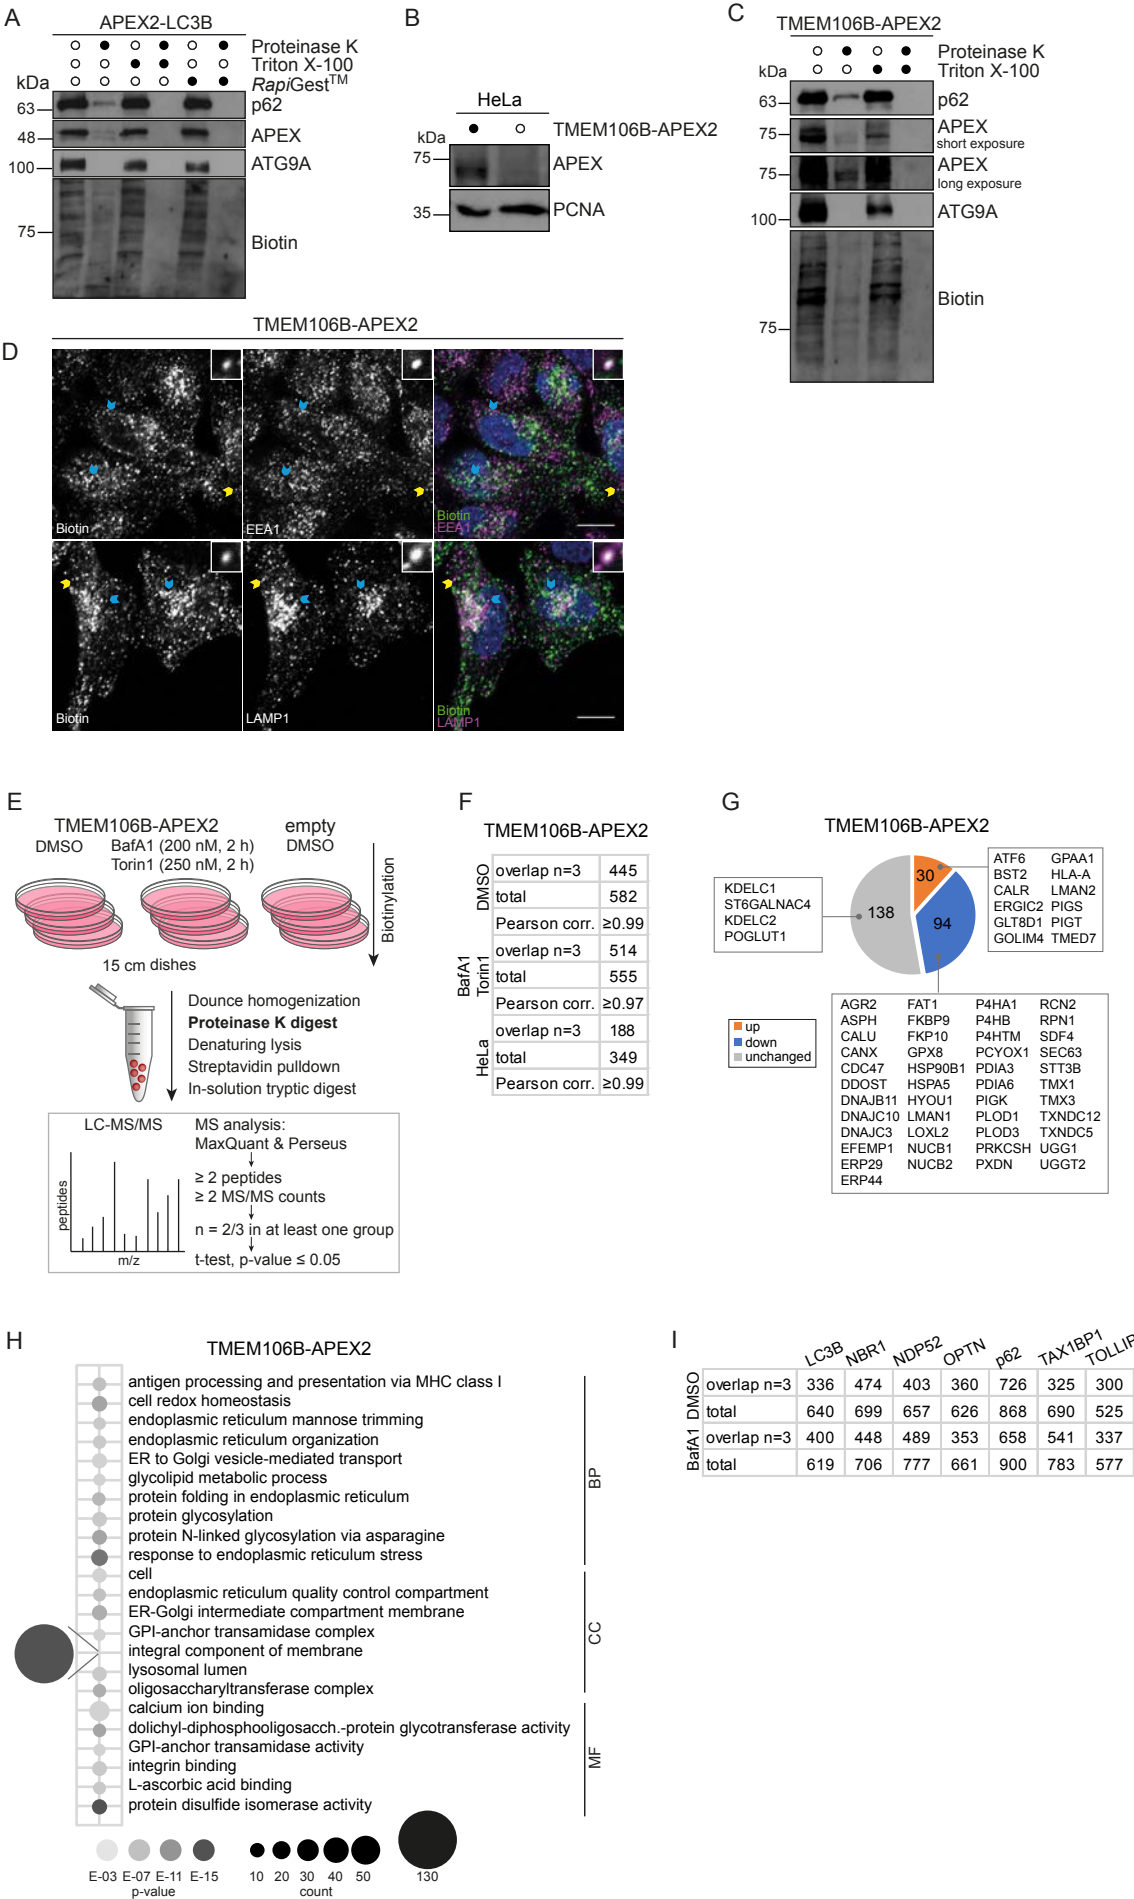 A
APEX2-LC3B
Proteinase K
Triton X-100
RapiGest™
kDa
63
p62
48
APEX
100
ATG9A
75
Biotin
B
HeLa
kDa
TMEM106B-APEX2
75
APEX
35
PCNA
C
TMEM106B-APEX2
Proteinase K
Triton X-100
kDa
63
p62
75
APEX
short exposure
75
APEX
long exposure
100
ATG9A
Biotin
75
D
TMEM106B-APEX2
Biotin
EEA1
Biotin
EEA1
Biotin
LAMP1
Biotin
LAMP1
E
TMEM106B-APEX2
empty
DMSO
BafA1 (200 nM, 2 h)
Torin1 (250 nM, 2 h)
DMSO
Biotinylation
15 cm dishes
Dounce homogenization
Proteinase K digest
Denaturing lysis
Streptavidin pulldown
In-solution tryptic digest
LC-MS/MS
peptides
m/z
MS analysis:
MaxQuant & Perseus
≥ 2 peptides
≥ 2 MS/MS counts
n = 2/3 in at least one group
t-test, p-value ≤ 0.05
F
TMEM106B-APEX2
DMSO
overlap n=3 445
total 582
Pearson corr. ≥0.99
BafA1
Torin1
overlap n=3 514
total 555
Pearson corr. ≥0.97
HeLa
overlap n=3 188
total 349
Pearson corr. ≥0.99
G
TMEM106B-APEX2
30
94
138
KDELC1
ST6GALNAC4
KDELC2
POGLUT1
ATF6 GPAA1
BST2 HLA-A
CALR LMAN2
ERGIC2 PIGS
GLT8D1 PIGT
GOLIM4 TMED7
up
down
unchanged
AGR2 FAT1 P4HA1 RCN2
ASPH FKBP9 P4HB RPN1
CALU FKP10 P4HTM SDF4
CANX GPX8 PCYOX1 SEC63
CDC47 HSP90B1 PDIA3 STT3B
DDOST HSPA5 PDIA6 TMX1
DNAJB11 HYOU1 PIGK TMX3
DNAJC10 LMAN1 PLOD1 TXNDC12
DNAJC3 LOXL2 PLOD3 TXNDC5
EFEMP1 NUCB1 PRKCSH UGG1
ERP29 NUCB2 PXDN UGGT2
ERP44
H
TMEM106B-APEX2
antigen processing and presentation via MHC class I
cell redox homeostasis
endoplasmic reticulum mannose trimming
endoplasmic reticulum organization
ER to Golgi vesicle-mediated transport
glycolipid metabolic process
protein folding in endoplasmic reticulum
protein glycosylation
protein N-linked glycosylation via asparagine
response to endoplasmic reticulum stress
BP
cell
endoplasmic reticulum quality control compartment
ER-Golgi intermediate compartment membrane
GPI-anchor transamidase complex
integral component of membrane
lysosomal lumen
oligosaccharyltransferase complex
CC
calcium ion binding
dolichyl-diphosphooligosacch.-protein glycotransferase activity
GPI-anchor transamidase activity
integrin binding
L-ascorbic acid binding
protein disulfide isomerase activity
MF
E-03 E-07 E-11 E-15
p-value
10 20 30 40 50 130
count
I
LC3B NBR1 NDP52 OPTN p62 TAX1BP1 TOLLIP
DMSO
overlap n=3 336 474 403 360 726 325 300
total 640 699 657 626 868 690 525
BafA1
overlap n=3 400 448 489 353 658 541 337
total 619 706 777 661 900 783 577